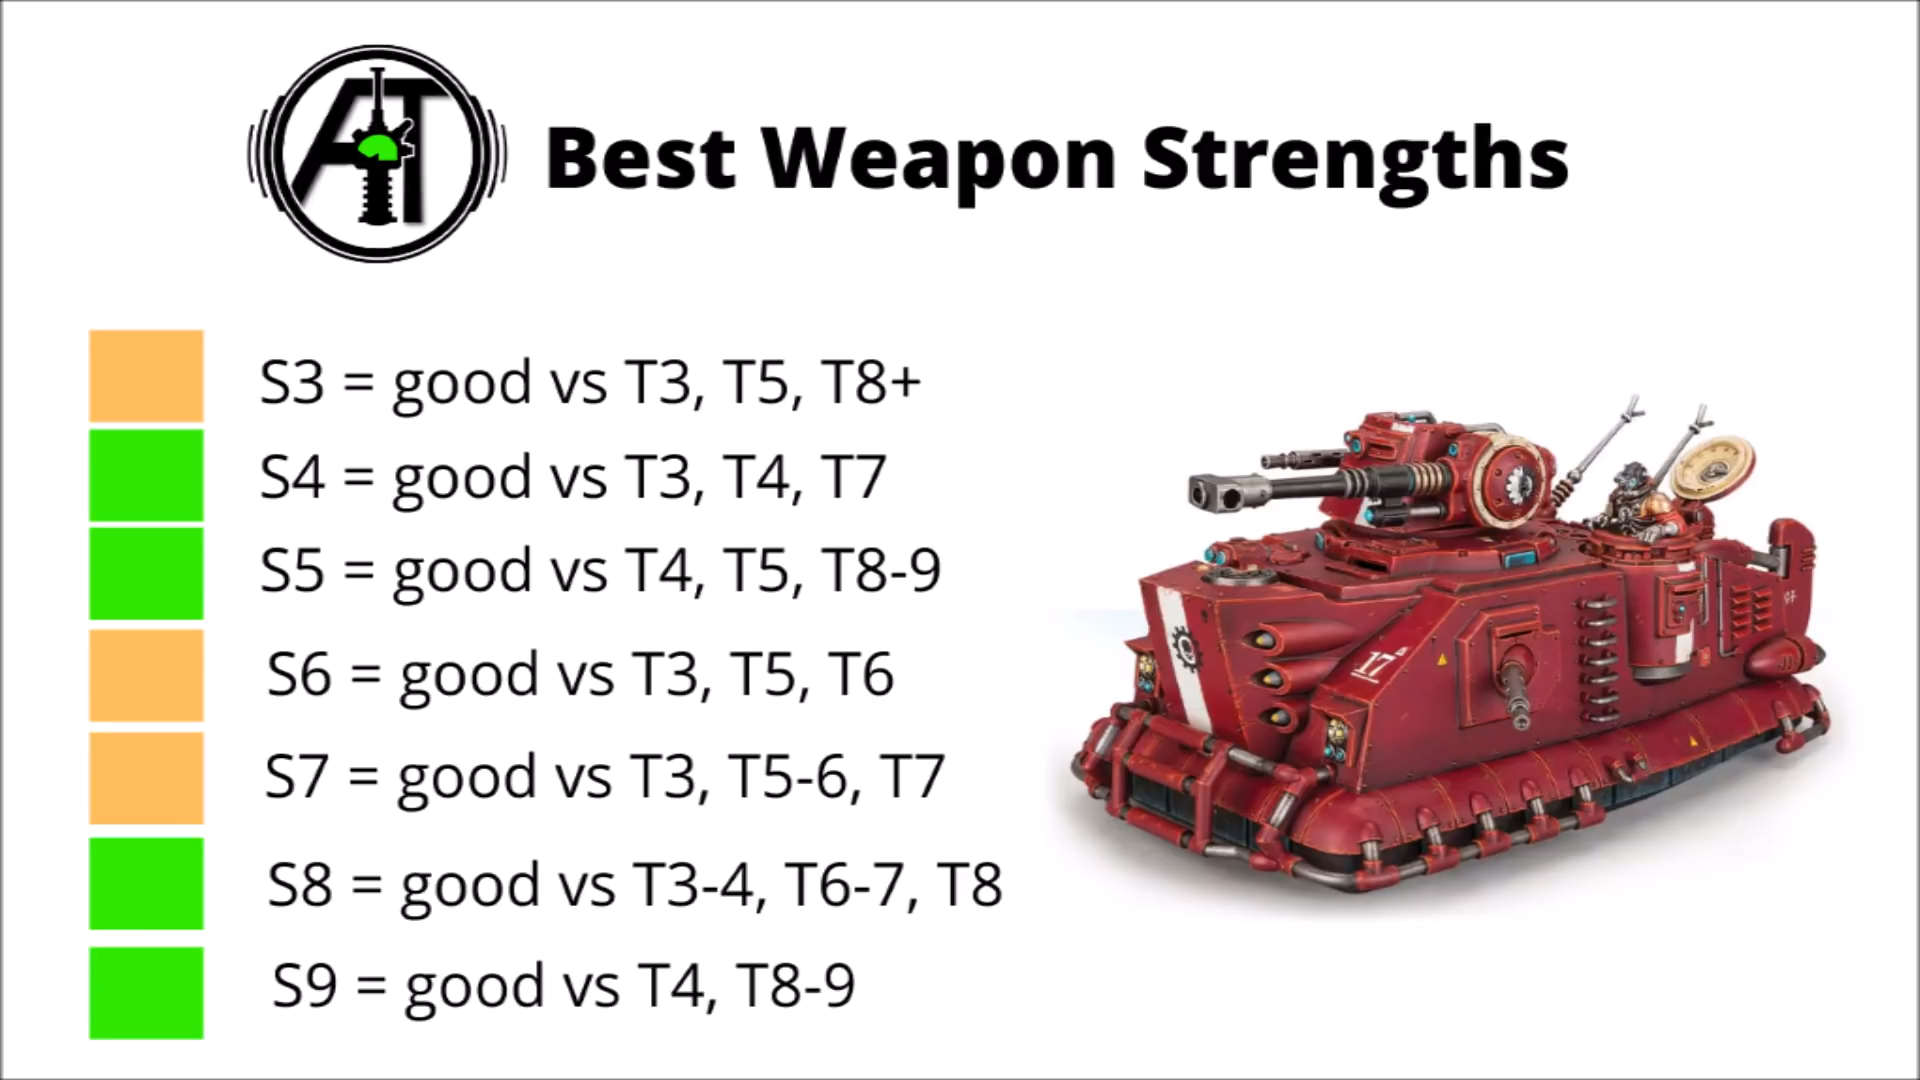 AT
Best Weapon Strengths
S3 = good vs T3, T5, T8+
S4 = good vs T3, T4, T7
S5 = good vs T4, T5, T8-9
S6 = good vs T3, T5, T6
S7 = good vs T3, T5-6, T7
S8 = good vs T3-4, T6-7, T8
S9 = good vs T4, T8-9
17